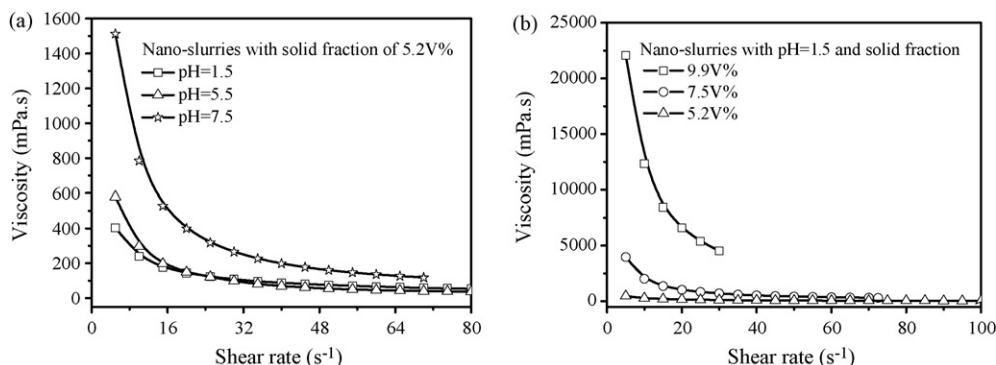 (a)
1600
1400
1200
1000
800
600
400
200
0
Viscosity (mPa.s)
Nano-slurries with solid fraction of 5.2V%
pH=1.5
pH=5.5
pH=7.5
0 16 32 48 64 80
Shear rate (s-1)
(b)
25000
20000
15000
10000
5000
0
Viscosity (mPa.s)
Nano-slurries with pH=1.5 and solid fraction
9.9V%
7.5V%
5.2V%
0 20 40 60 80 100
Shear rate (s-1)